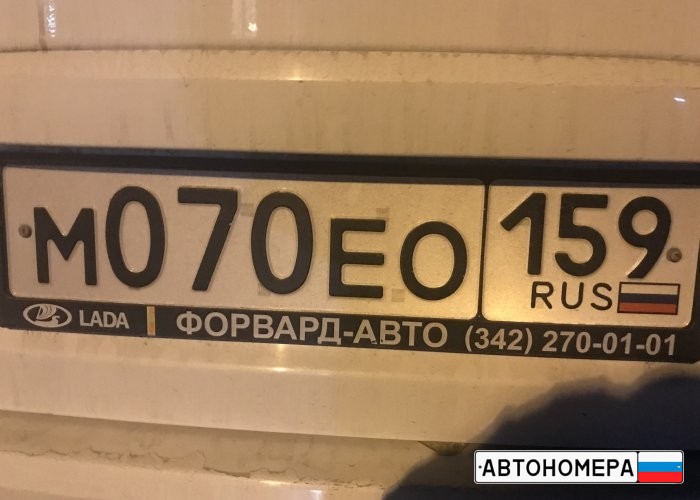 М070ЕО 159
RUS
LADA ФОРВАРД-АВТО (342) 270-01-01
АВТОНОМЕРА